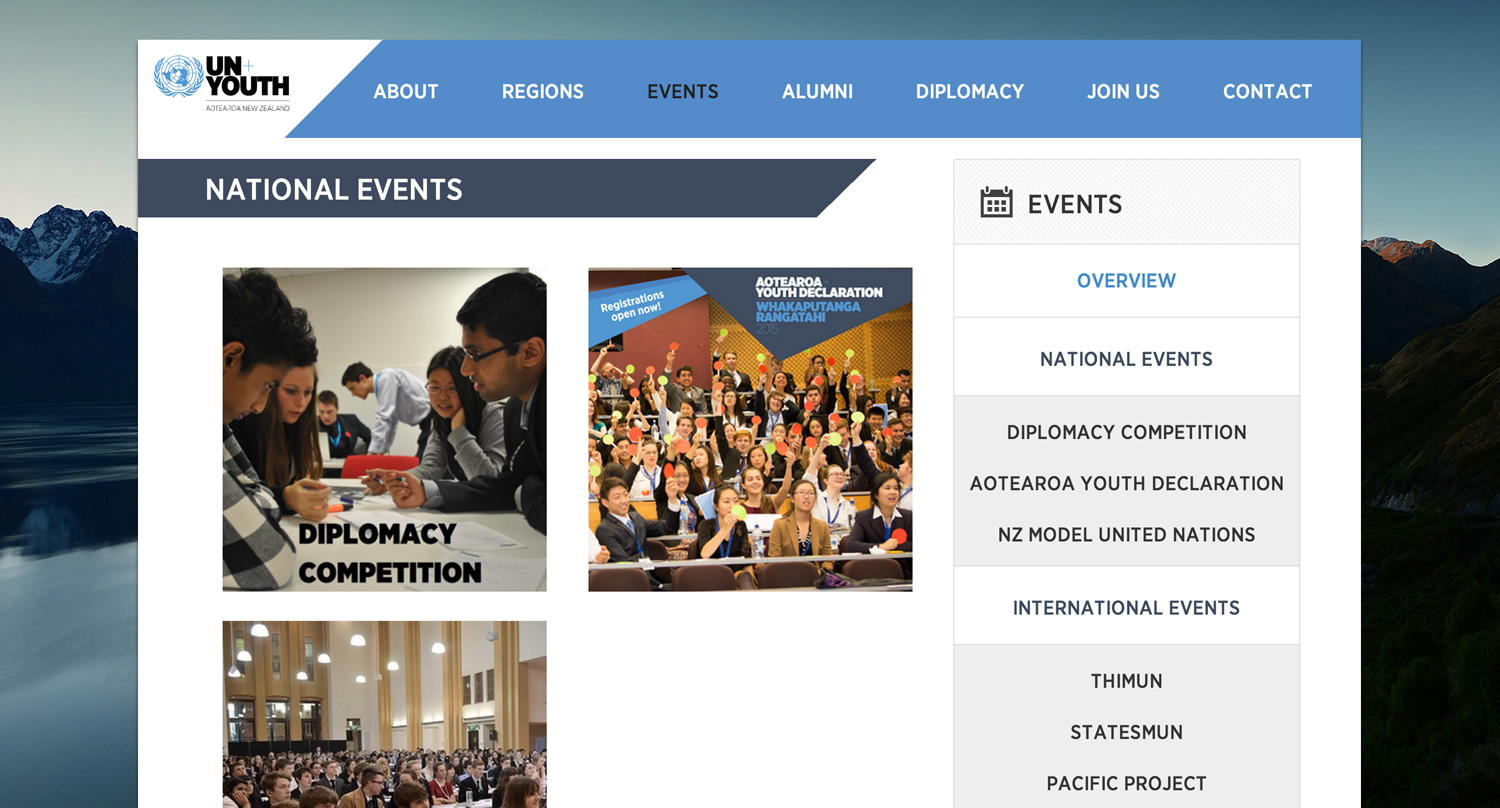 UN+
YOUTH
AOTEAROA NEW ZEALAND
ABOUT
REGIONS
EVENTS
ALUMNI
DIPLOMACY
JOIN US
CONTACT
NATIONAL EVENTS
DIPLOMACY
COMPETITION
Registrations
open now!
AOTEAROA
YOUTH DECLARATION
WHAKAPUTANGA
RANGATAHI
2015
EVENTS
OVERVIEW
NATIONAL EVENTS
DIPLOMACY COMPETITION
AOTEAROA YOUTH DECLARATION
NZ MODEL UNITED NATIONS
INTERNATIONAL EVENTS
THIMUN
STATESMUN
PACIFIC PROJECT